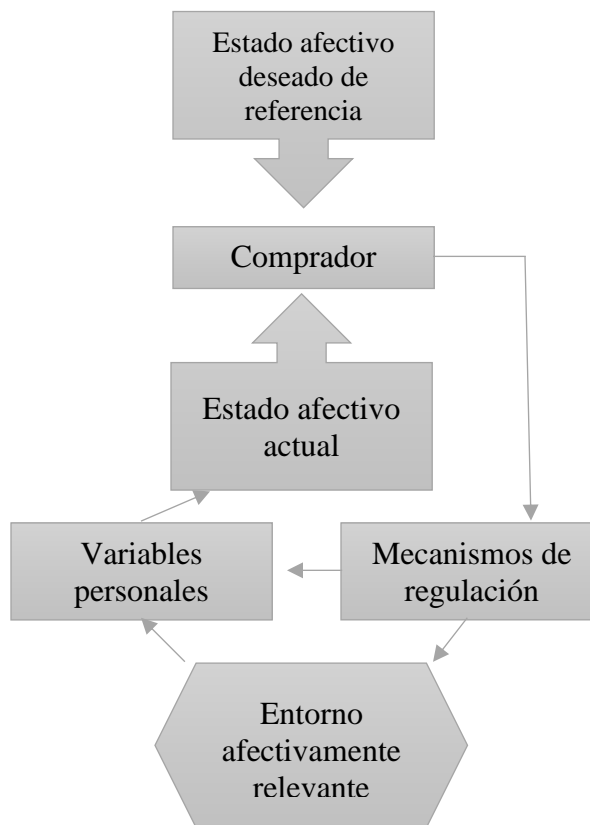 Estado afectivo
deseado de
referencia
Comprador
Estado afectivo
actual
Variables
personales
Mecanismos de
regulación
Entorno
afectivamente
relevante